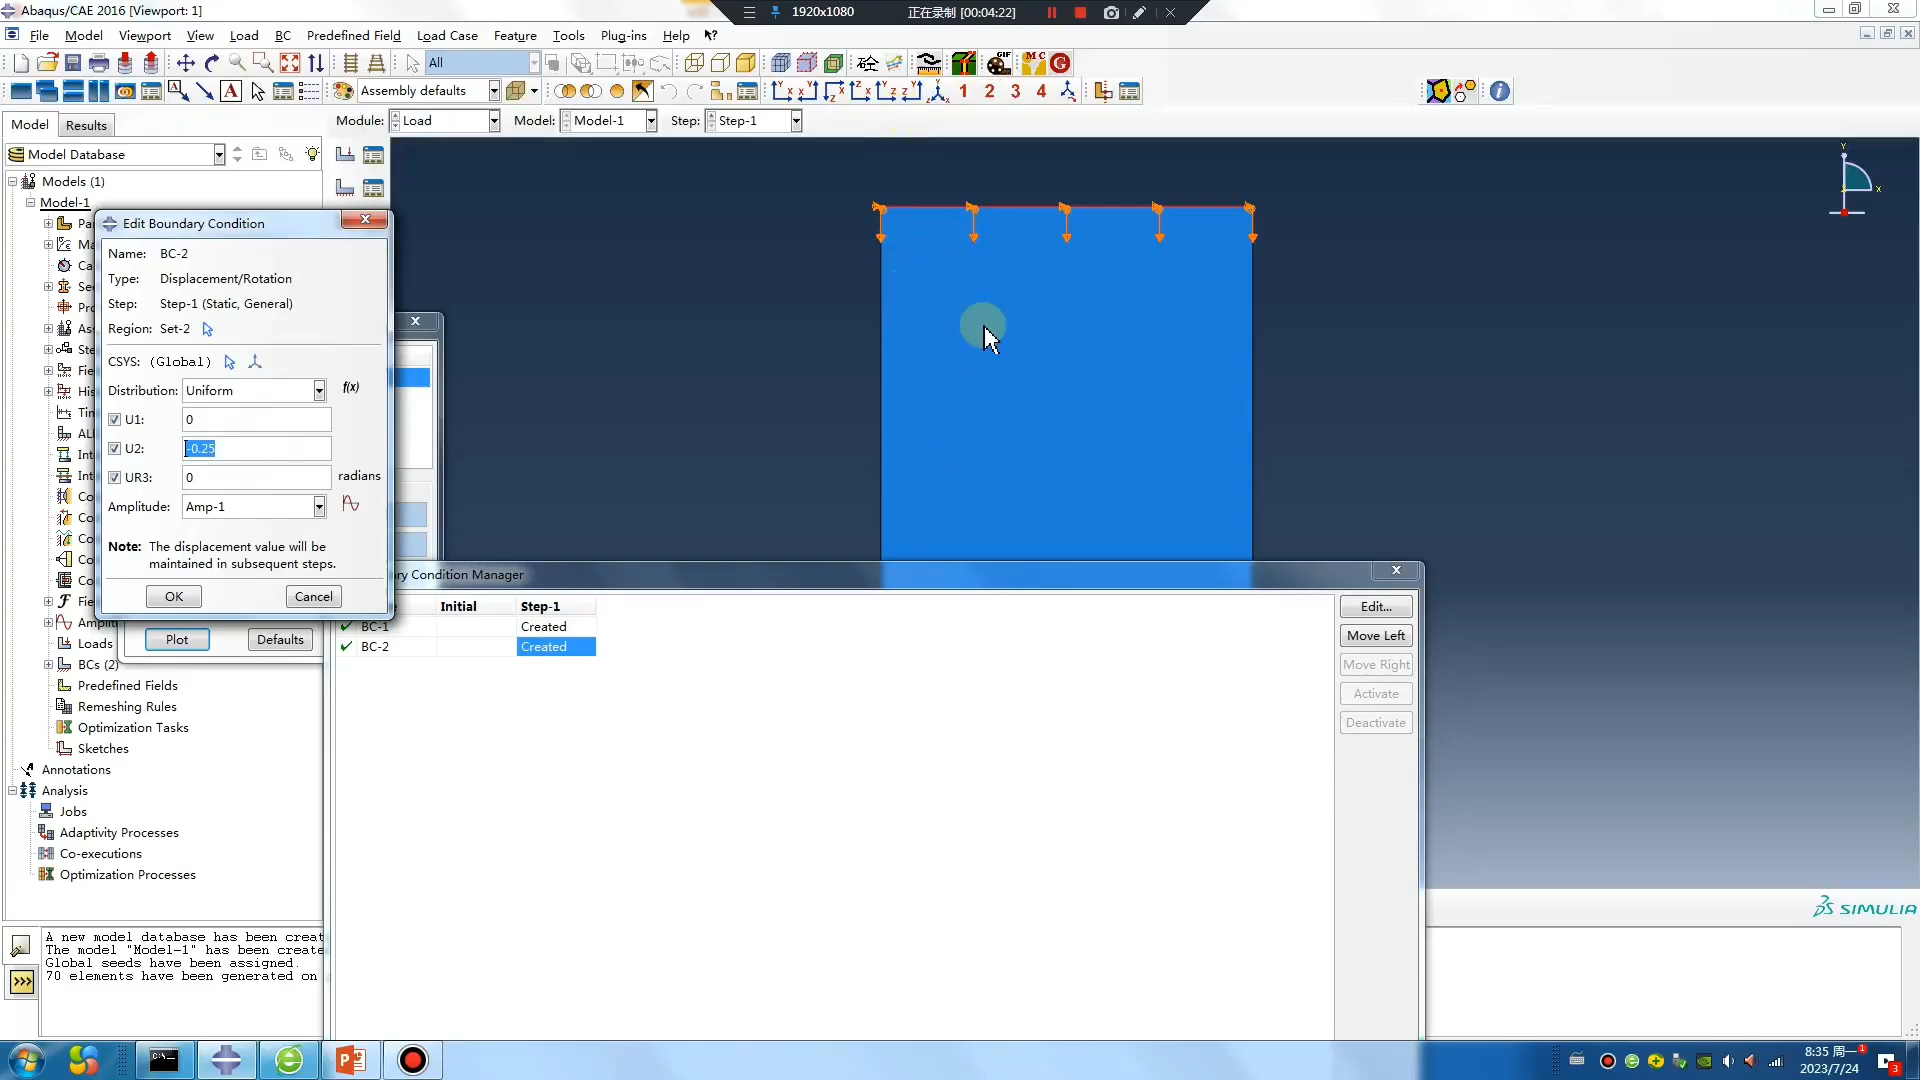 Abaqus/CAE 2016 [Viewport: 1]
1920x1080
正在录制 [00:04:22]
File Model Viewport View Load BC Predefined Field Load Case Feature Tools Plug-ins Help
All
砼
GIF
M C
G
A
Assembly defaults
1 2 3 4
Model Results
Module: Load Model: Model-1 Step: Step-1
Model Database
Models (1)
Model-1
Edit Boundary Condition
Name: BC-2
Type: Displacement/Rotation
Step: Step-1 (Static, General)
Region: Set-2
CSYS: (Global)
Distribution: Uniform f(x)
U1: 0
U2: -0.25
UR3: 0 radians
Amplitude: Amp-1
Note: The displacement value will be
maintained in subsequent steps.
OK Cancel
Plot Defaults
Loads
BCs (2)
Predefined Fields
Remeshing Rules
Optimization Tasks
Sketches
Annotations
Analysis
Jobs
Adaptivity Processes
Co-executions
Optimization Processes
ry Condition Manager
Initial Step-1
BC-1 Created
BC-2 Created
Edit...
Move Left
Move Right
Activate
Deactivate
Y
X
Z
SIMULIA
A new model database has been creat
The model "Model-1" has been create
Global seeds have been assigned.
70 elements have been generated on
8:35 周一
2023/7/24